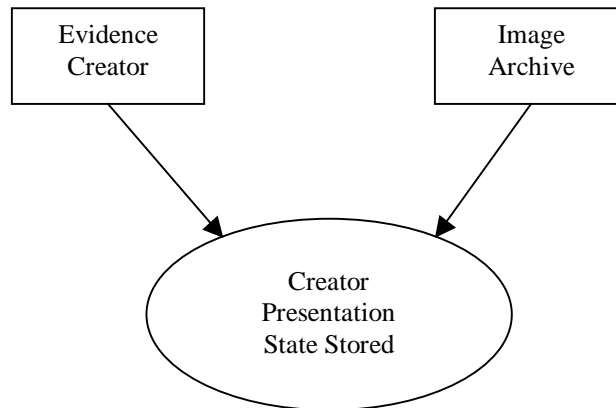 Evidence
Creator
Image
Archive
Creator
Presentation
State Stored